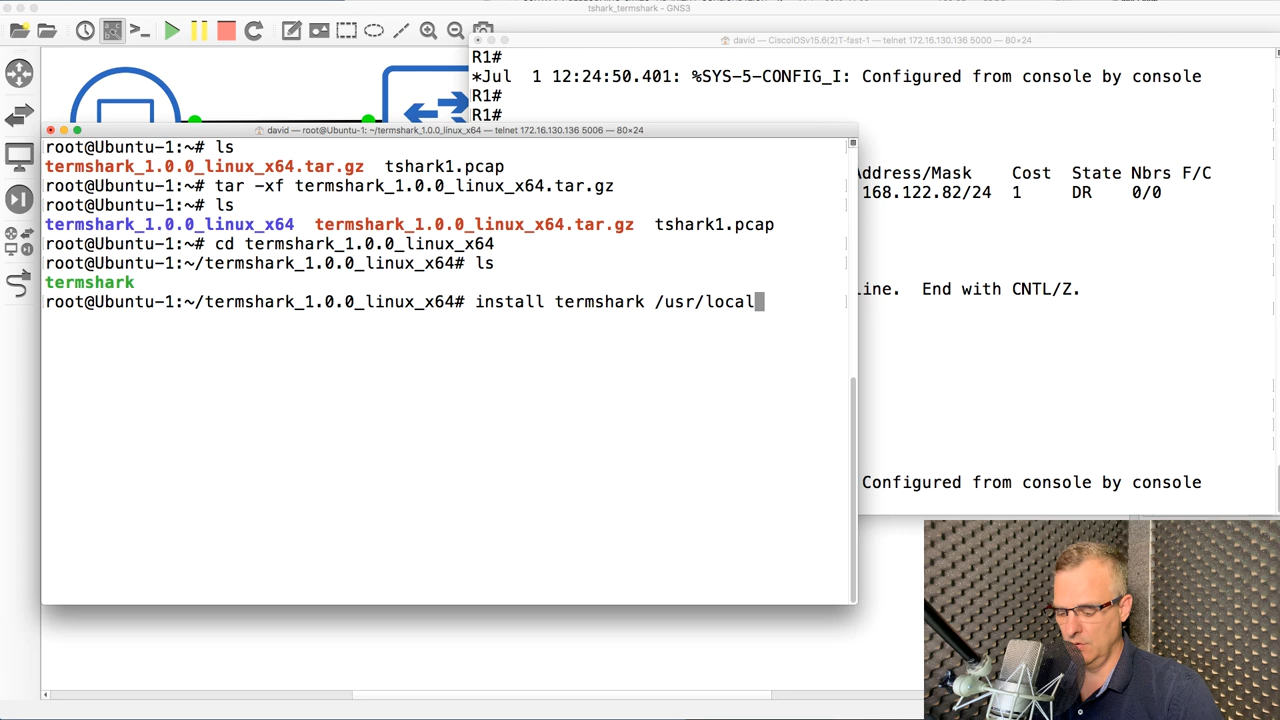 tshark_termshark - GNS3
david — CiscoIOSv15.6(2)T-fast-1 — telnet 172.16.130.136 5000 — 80×24
R1#
*Jul  1 12:24:50.401: %SYS-5-CONFIG_I: Configured from console by console
R1#
R1#
ddress/Mask    Cost  State Nbrs F/C
168.122.82/24  1     DR    0/0
ine.  End with CNTL/Z.
Configured from console by console
david — root@Ubuntu-1: ~/termshark_1.0.0_linux_x64 — telnet 172.16.130.136 5006 — 80×24
root@Ubuntu-1:~# ls
termshark_1.0.0_linux_x64.tar.gz  tshark1.pcap
root@Ubuntu-1:~# tar -xf termshark_1.0.0_linux_x64.tar.gz
root@Ubuntu-1:~# ls
termshark_1.0.0_linux_x64  termshark_1.0.0_linux_x64.tar.gz  tshark1.pcap
root@Ubuntu-1:~# cd termshark_1.0.0_linux_x64
root@Ubuntu-1:~/termshark_1.0.0_linux_x64# ls
termshark
root@Ubuntu-1:~/termshark_1.0.0_linux_x64# install termshark /usr/local